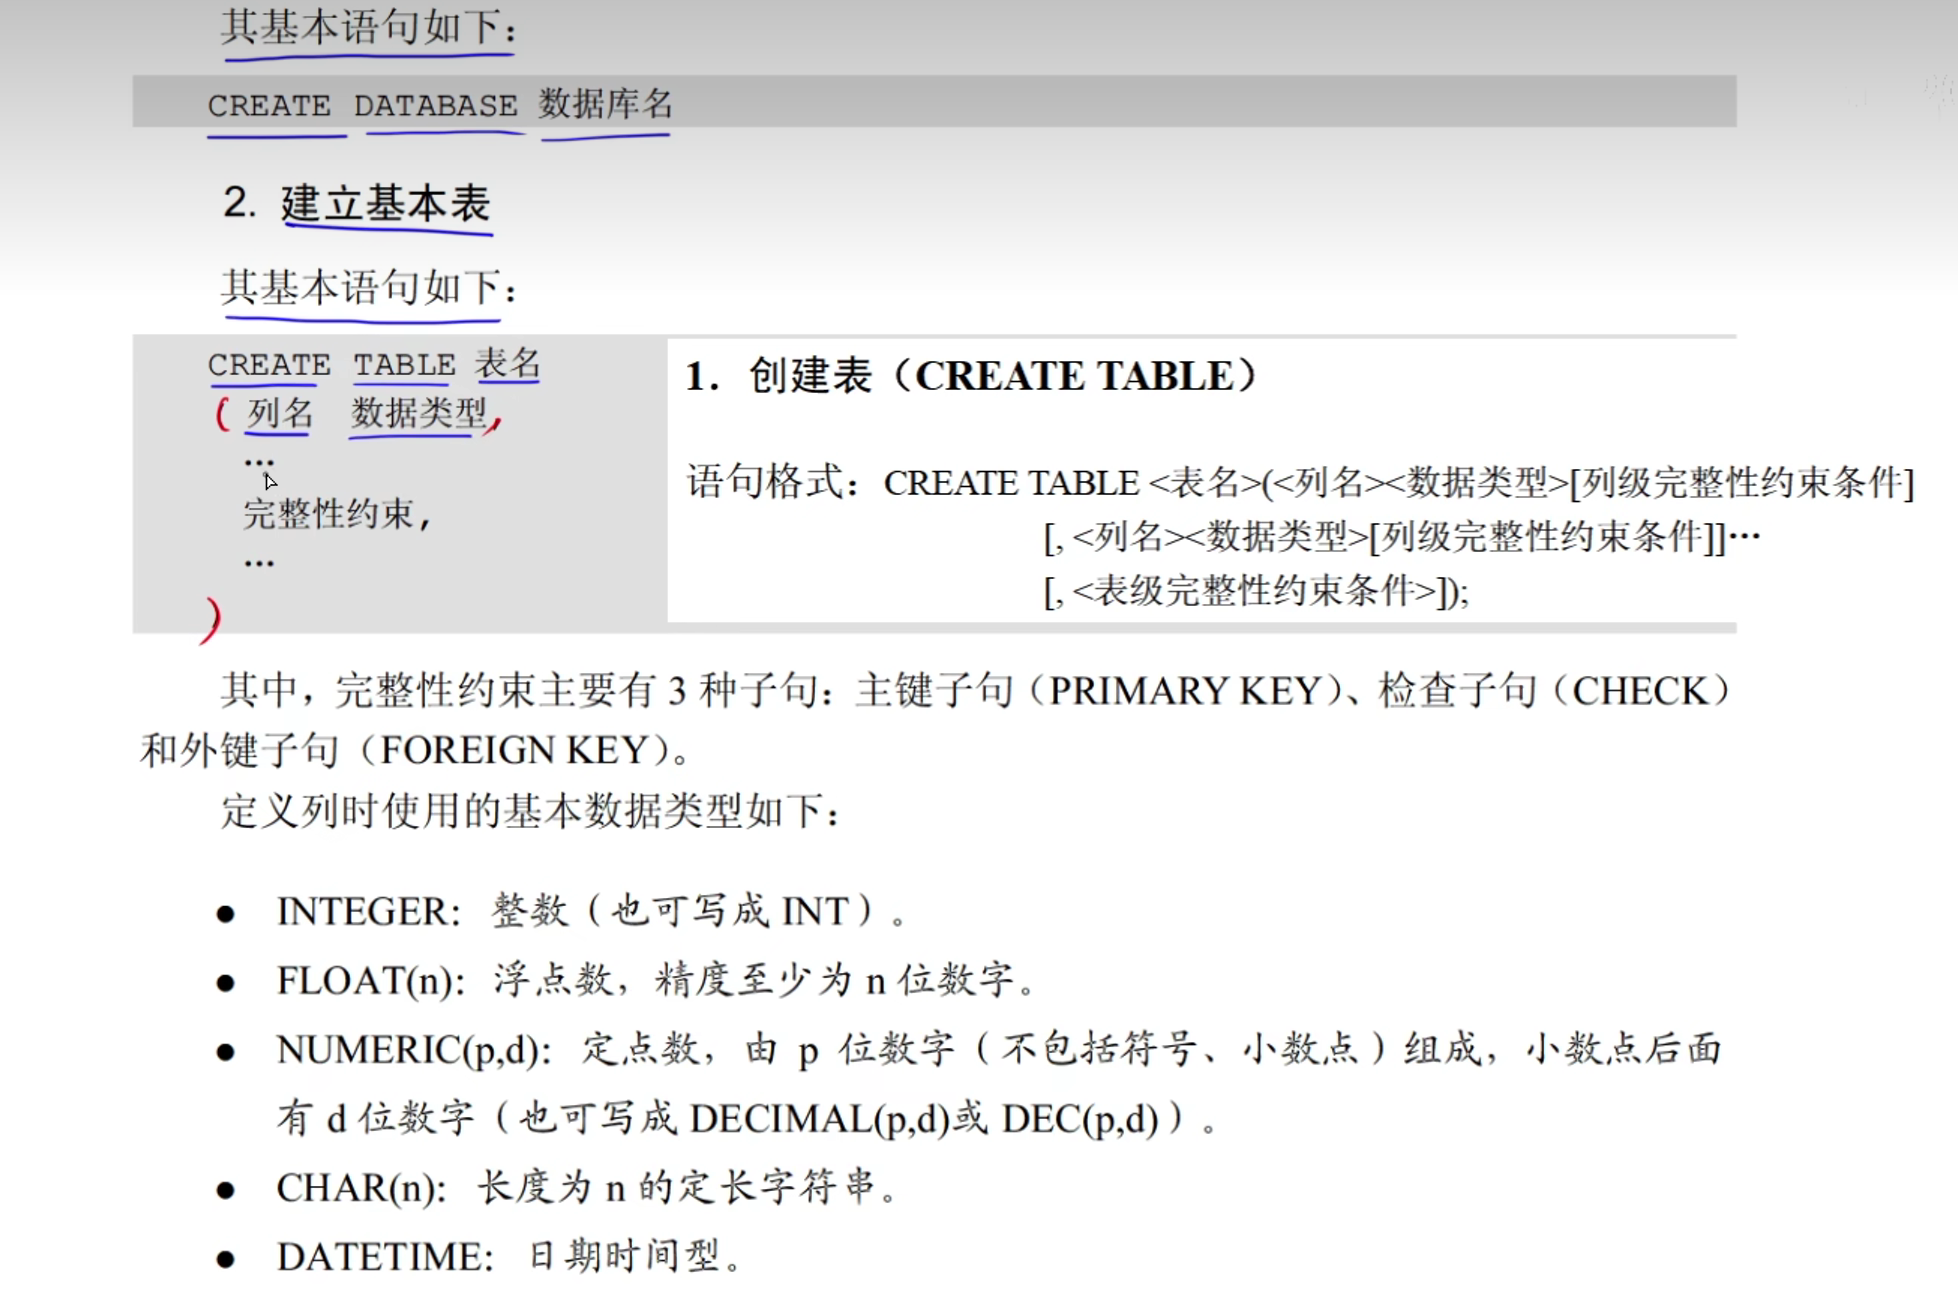 其基本语句如下：
CREATE DATABASE 数据库名
2. 建立基本表
其基本语句如下：
CREATE TABLE 表名
( 列名 数据类型,
…
完整性约束,
…
)
1. 创建表（CREATE TABLE）
语句格式：CREATE TABLE <表名>(<列名><数据类型>[列级完整性约束条件]
[, <列名><数据类型>[列级完整性约束条件]]…
[, <表级完整性约束条件>]);
其中，完整性约束主要有 3 种子句：主键子句（PRIMARY KEY）、检查子句（CHECK）
和外键子句（FOREIGN KEY）。
定义列时使用的基本数据类型如下：
● INTEGER：整数（也可写成 INT）。
● FLOAT(n)：浮点数，精度至少为 n 位数字。
● NUMERIC(p,d)：定点数，由 p 位数字（不包括符号、小数点）组成，小数点后面
有 d 位数字（也可写成 DECIMAL(p,d)或 DEC(p,d)）。
● CHAR(n)：长度为 n 的定长字符串。
● DATETIME：日期时间型。